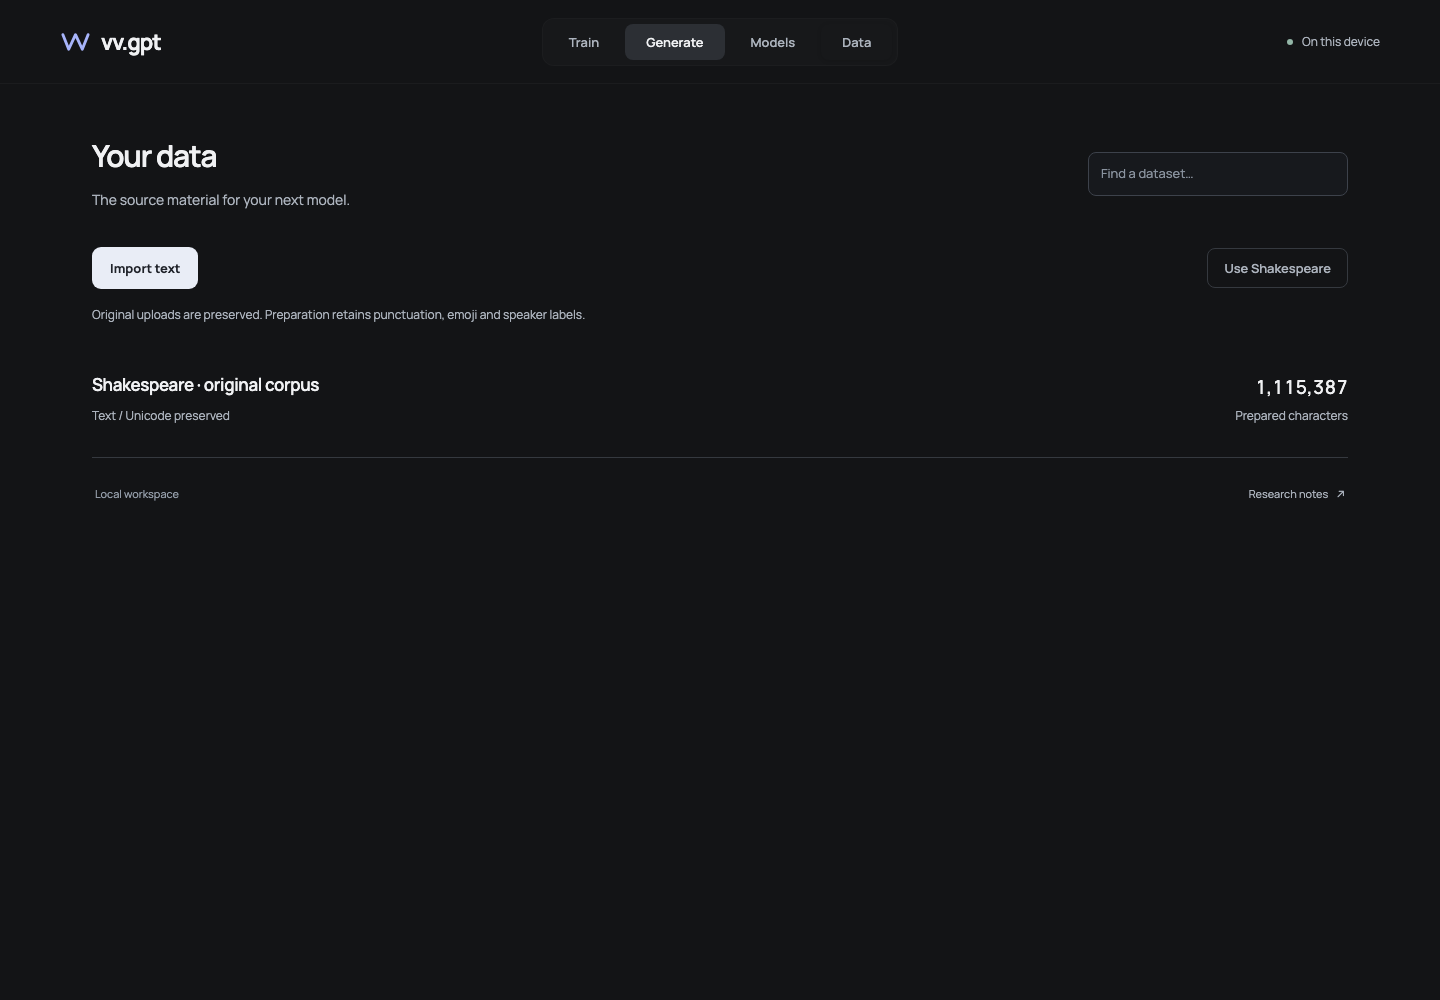 vv.gpt
Train
Generate
Models
Data
On this device
Your data
The source material for your next model.
Find a dataset…
Import text
Use Shakespeare
Original uploads are preserved. Preparation retains punctuation, emoji and speaker labels.
Shakespeare · original corpus
1,115,387
Text / Unicode preserved
Prepared characters
Local workspace
Research notes ↗